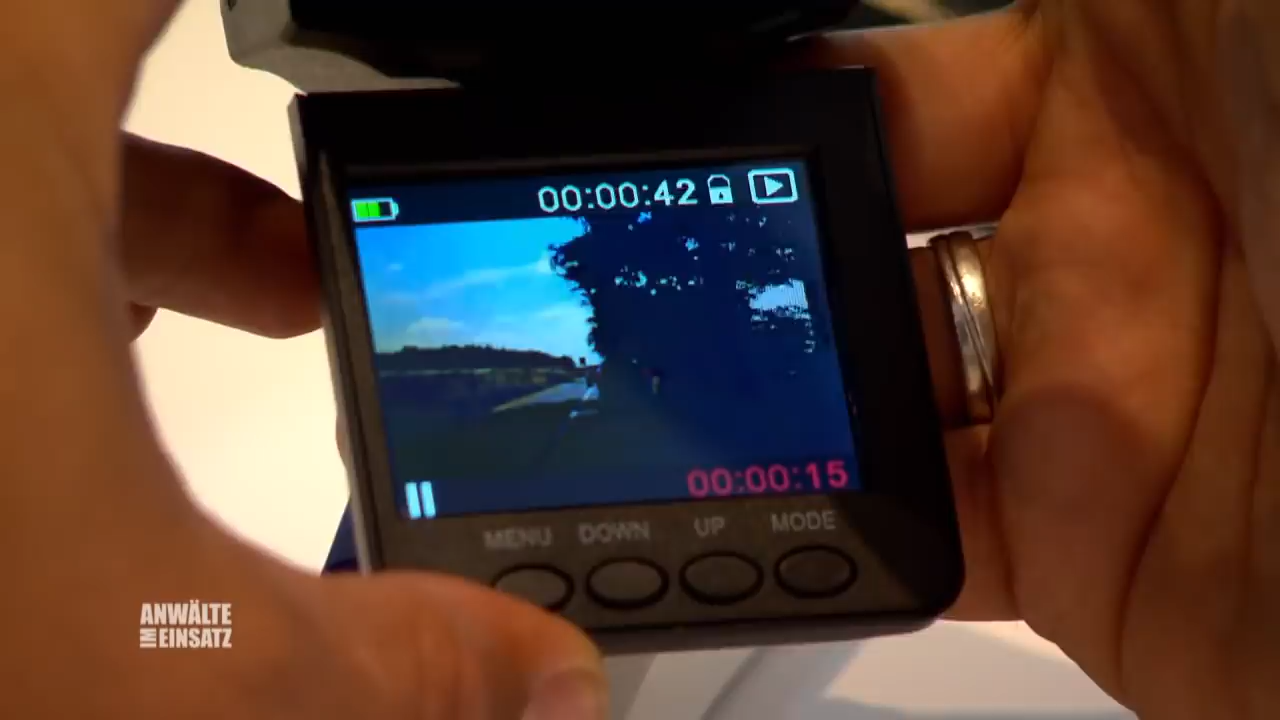 00:00:42
00:00:15
MENU DOWN UP MODE
ANWÄLTE
IM EINSATZ